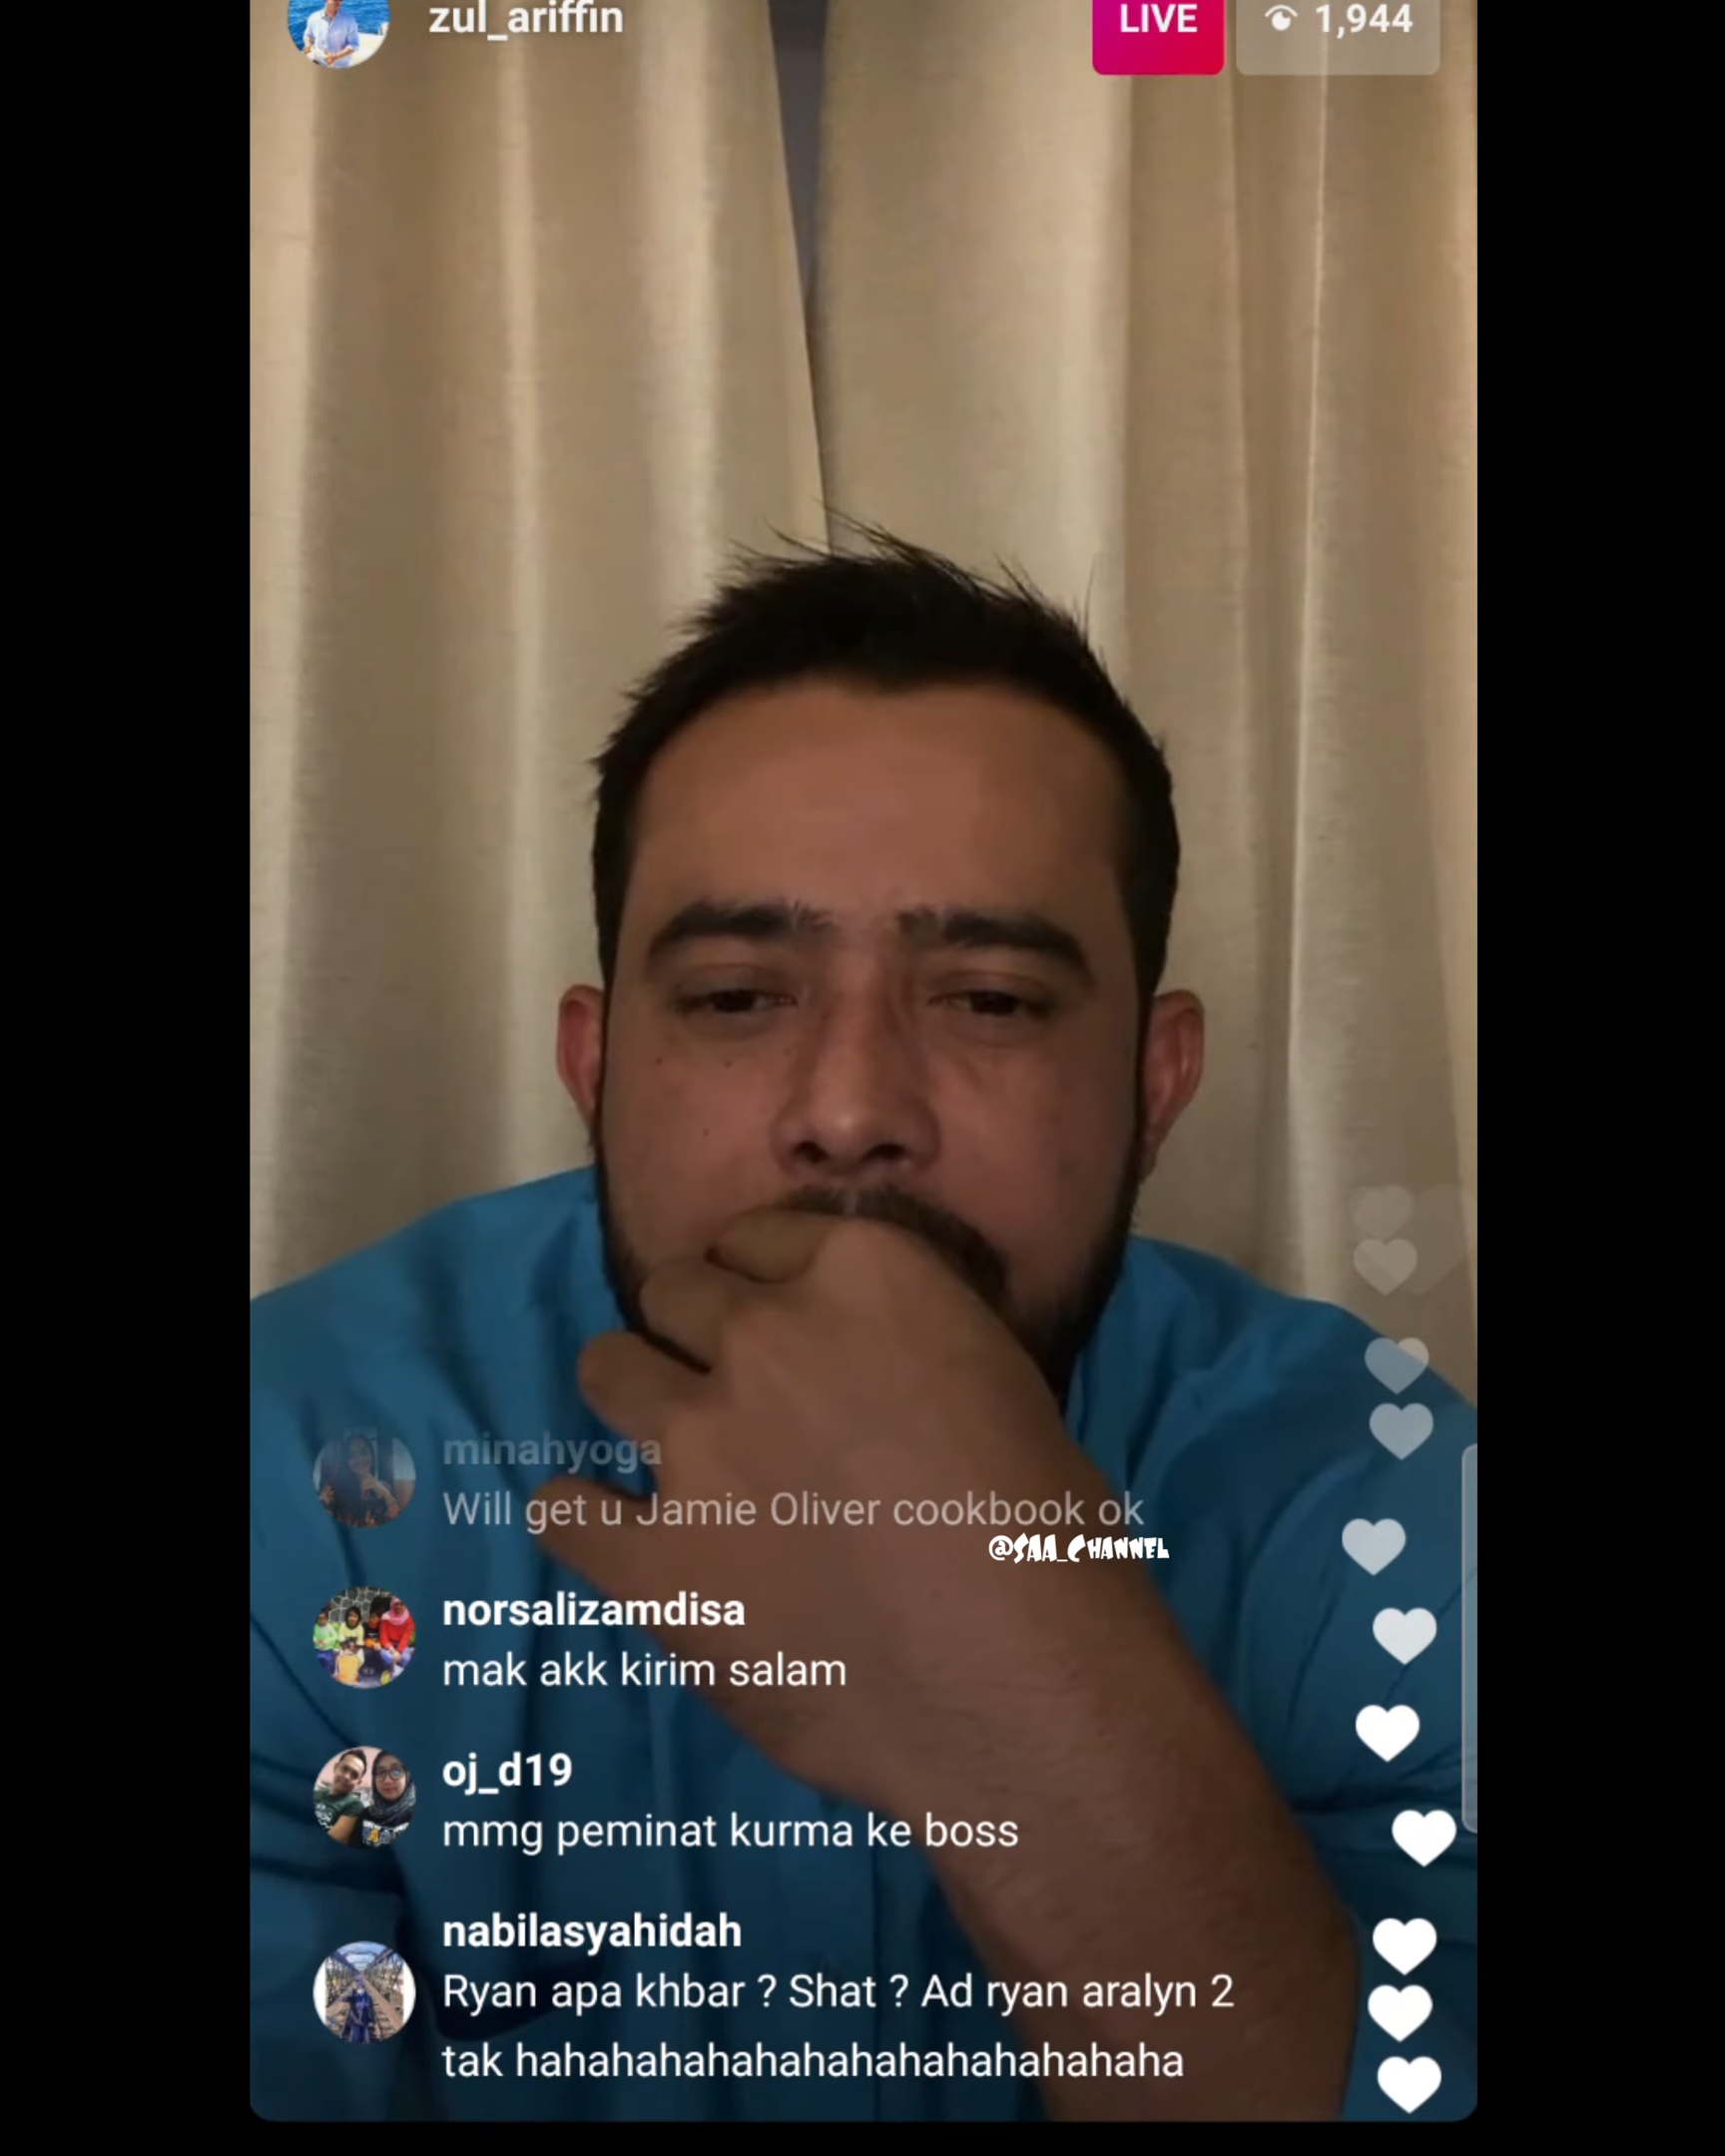 zul_ariffin
LIVE
1,944
minahyoga
Will get u Jamie Oliver cookbook ok
@SAA_CHANNEL
norsalizamdisa
mak akk kirim salam
oj_d19
mmg peminat kurma ke boss
nabilasyahidah
Ryan apa khbar ? Shat ? Ad ryan aralyn 2
tak hahahahahahahahahahahahahaha